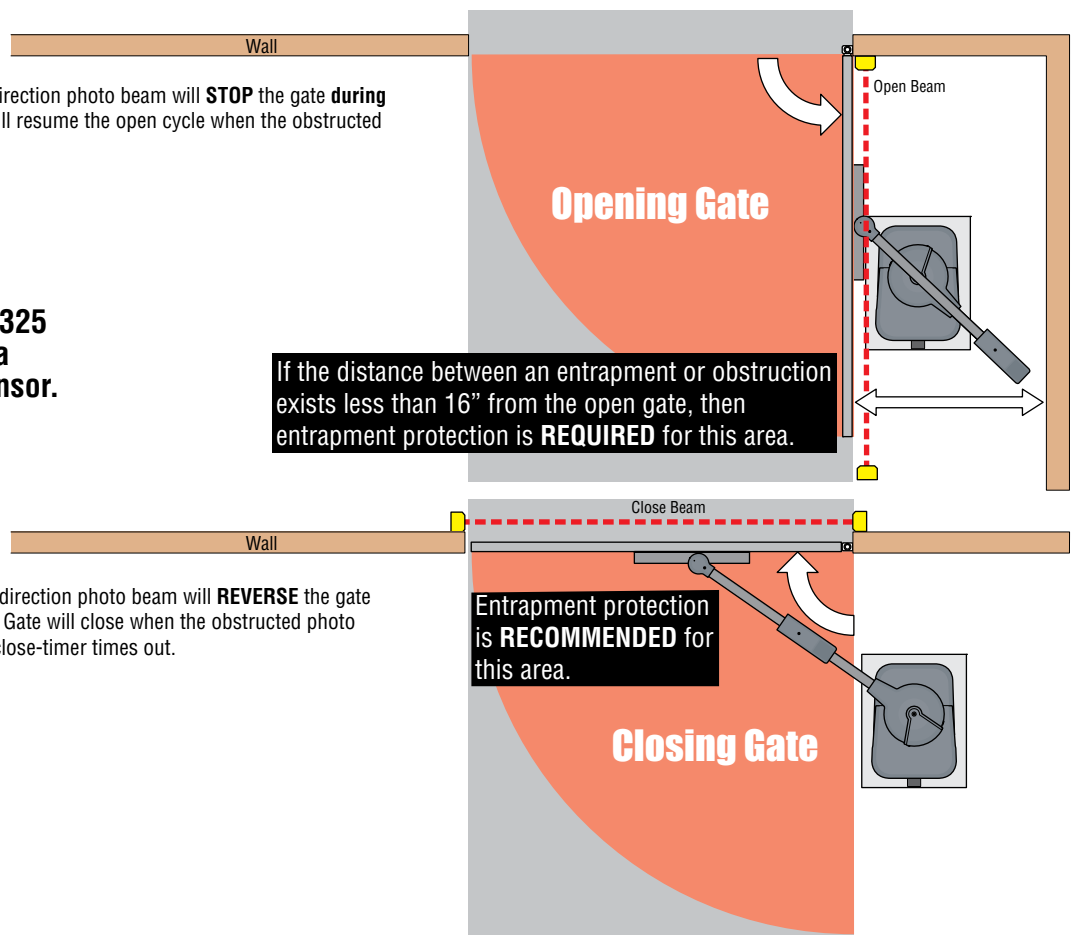 Wall
Open Beam
direction photo beam will STOP the gate during
ll resume the open cycle when the obstructed
Opening Gate
325
a
nsor.
If the distance between an entrapment or obstruction
exists less than 16” from the open gate, then
entrapment protection is REQUIRED for this area.
Close Beam
Wall
direction photo beam will REVERSE the gate
Gate will close when the obstructed photo
close-timer times out.
Entrapment protection
is RECOMMENDED for
this area.
Closing Gate